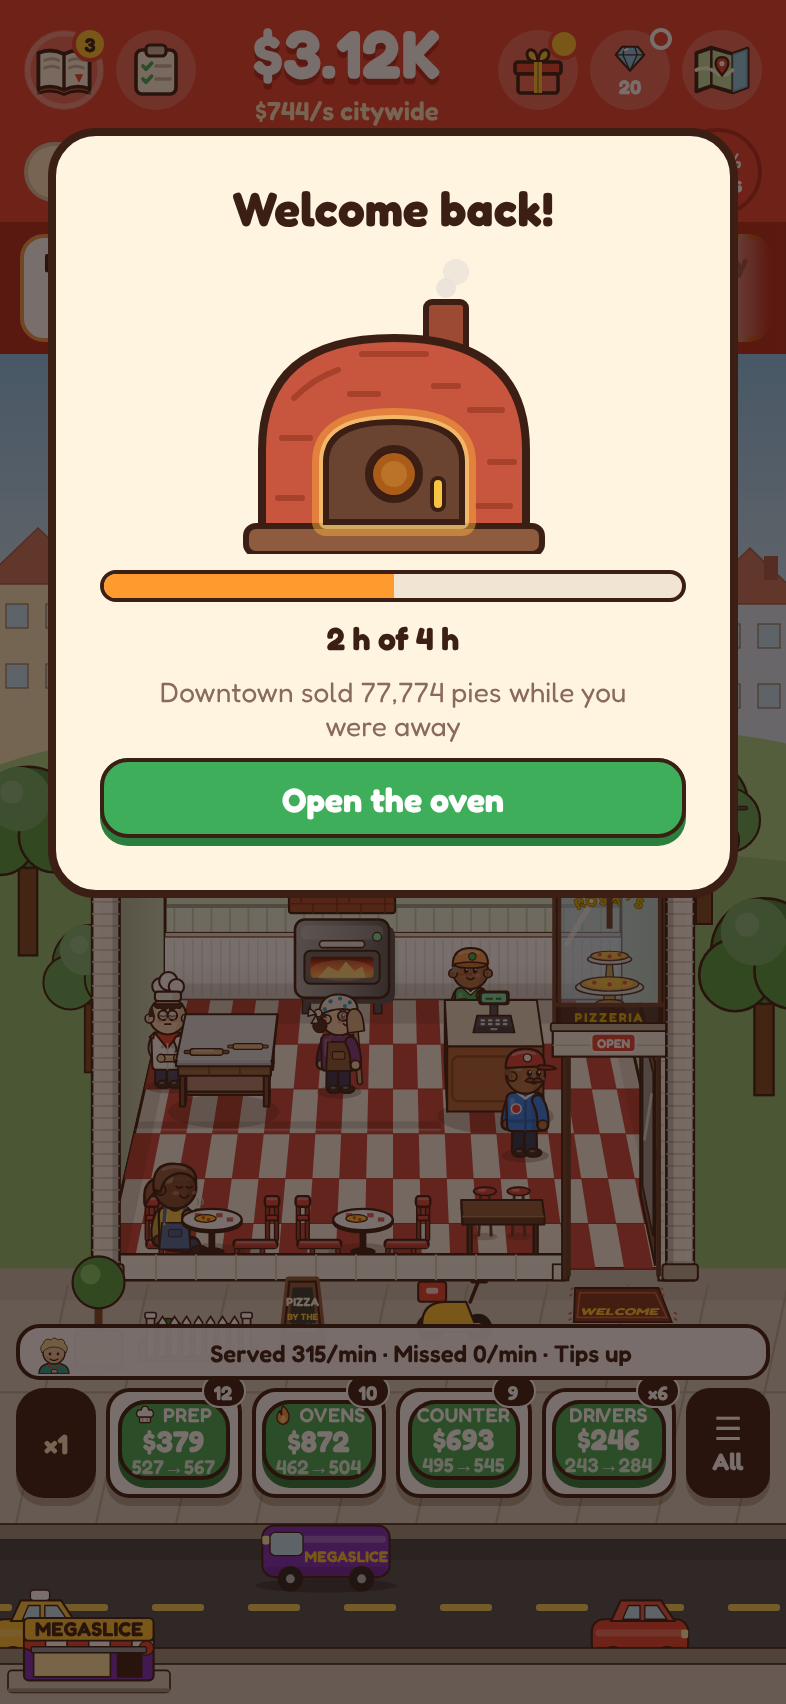 3
$3.12K
$744/s citywide
20
Welcome back!
2 h of 4 h
Downtown sold 77,774 pies while you
were away
Open the oven
ROSA'S
PIZZERIA
OPEN
PIZZA
BY THE
WELCOME
Served 315/min · Missed 0/min · Tips up
x1
12
PREP
$379
527→567
10
OVENS
$872
462→504
9
COUNTER
$693
495→545
x6
DRIVERS
$246
243→284
All
MEGASLICE
MEGASLICE